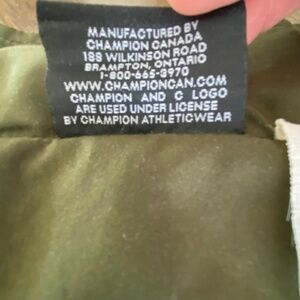 MANUFACTURED BY
CHAMPION CANADA
188 WILKINSON ROAD
BRAMPTON, ONTARIO
1-800-665-3970
WWW.CHAMPIONCAN.COM
CHAMPION AND C LOGO
ARE USED UNDER LICENSE
BY CHAMPION ATHLETICWEAR